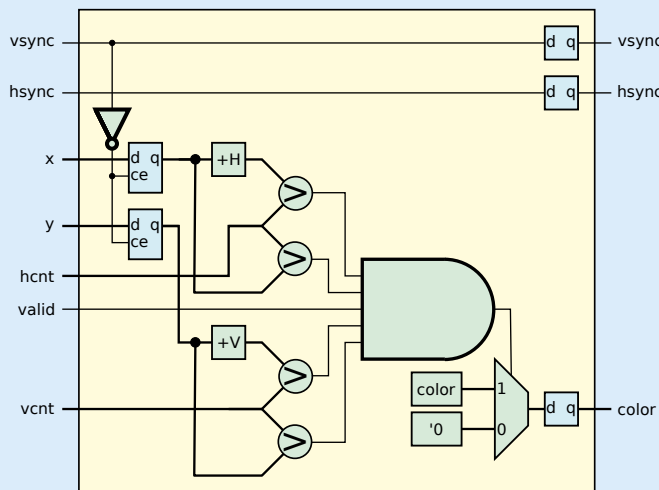 vsync
d q
vsync
hsync
d q
hsync
x
d q
ce
+H
>
y
d q
ce
hcnt
>
valid
+V
>
color
1
vcnt
d q
color
'0
0
>